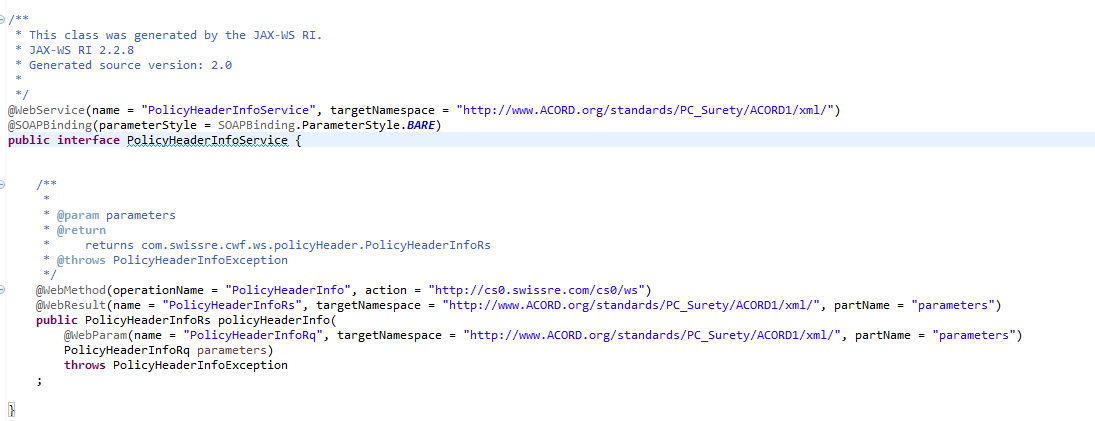 /**
 * This class was generated by the JAX-WS RI.
 * JAX-WS RI 2.2.8
 * Generated source version: 2.0
 *
 */
@WebService(name = "PolicyHeaderInfoService", targetNamespace = "http://www.ACORD.org/standards/PC_Surety/ACORD1/xml/")
@SOAPBinding(parameterStyle = SOAPBinding.ParameterStyle.BARE)
public interface PolicyHeaderInfoService {
    /**
     *
     * @param parameters
     * @return
     *     returns com.swissre.cwf.ws.policyHeader.PolicyHeaderInfoRs
     * @throws PolicyHeaderInfoException
     */
    @WebMethod(operationName = "PolicyHeaderInfo", action = "http://cs0.swissre.com/cs0/ws")
    @WebResult(name = "PolicyHeaderInfoRs", targetNamespace = "http://www.ACORD.org/standards/PC_Surety/ACORD1/xml/", partName = "parameters")
    public PolicyHeaderInfoRs policyHeaderInfo(
        @WebParam(name = "PolicyHeaderInfoRq", targetNamespace = "http://www.ACORD.org/standards/PC_Surety/ACORD1/xml/", partName = "parameters")
        PolicyHeaderInfoRq parameters)
        throws PolicyHeaderInfoException
    ;
}